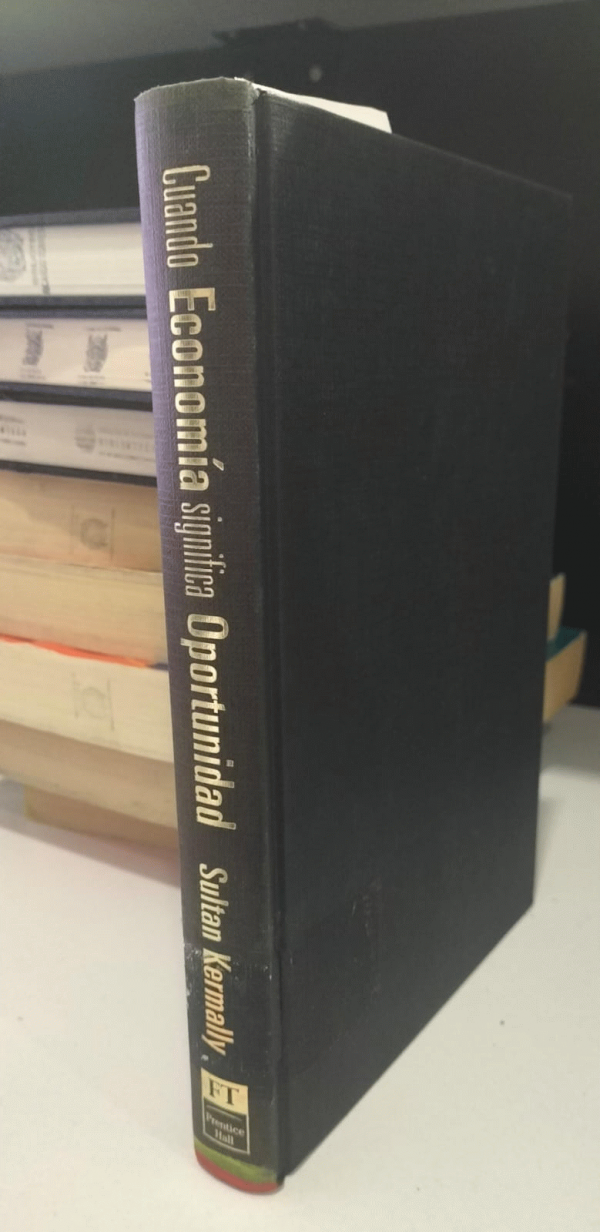 Cuando Economía significa Oportunidad
Sultan Kermally
FT
Prentice
Hall